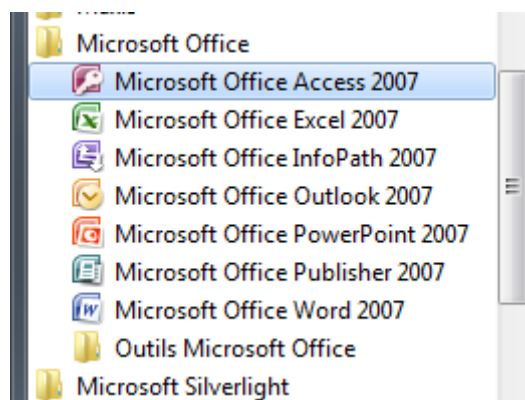 Microsoft Office
Microsoft Office Access 2007
Microsoft Office Excel 2007
Microsoft Office InfoPath 2007
Microsoft Office Outlook 2007
Microsoft Office PowerPoint 2007
Microsoft Office Publisher 2007
Microsoft Office Word 2007
Outils Microsoft Office
Microsoft Silverlight